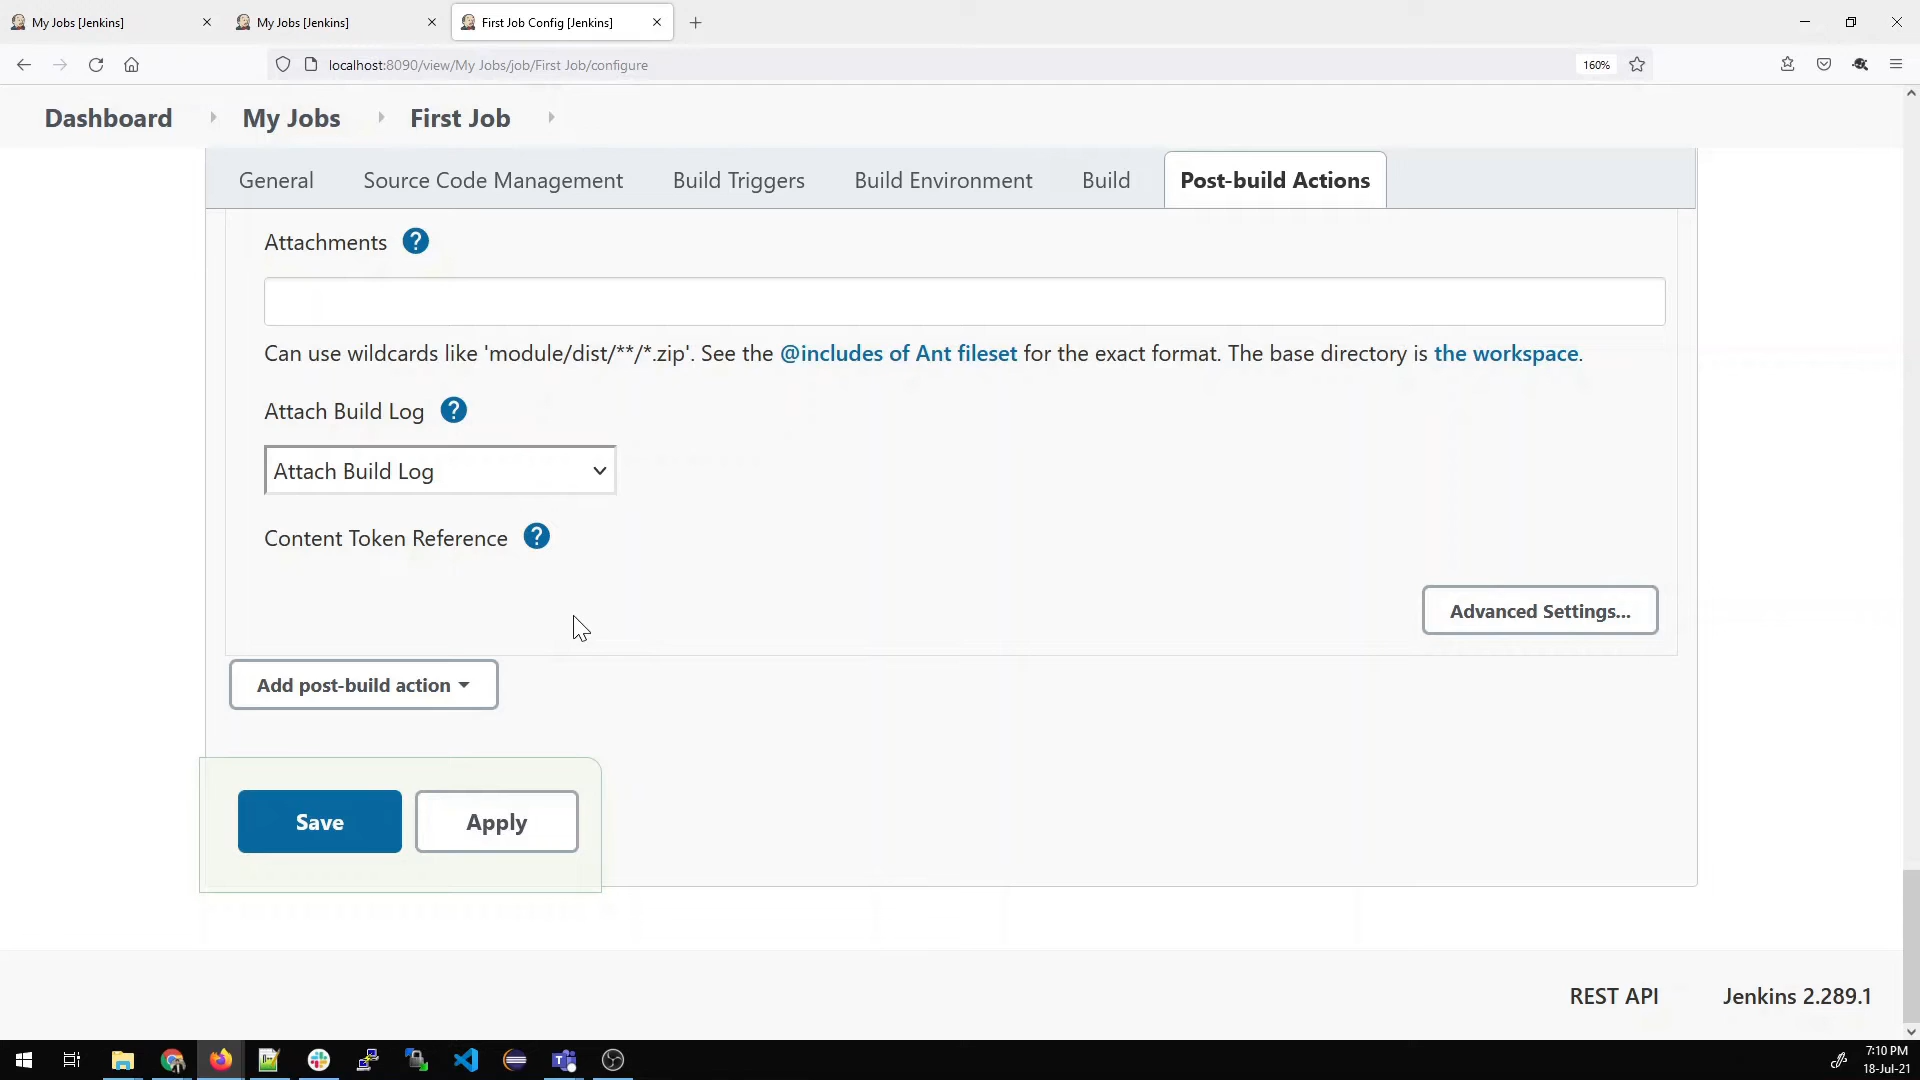 My Jobs [Jenkins]
My Jobs [Jenkins]
First Job Config [Jenkins]
localhost:8090/view/My Jobs/job/First Job/configure
160%
Dashboard
My Jobs
First Job
General
Source Code Management
Build Triggers
Build Environment
Build
Post-build Actions
Attachments ?
Can use wildcards like 'module/dist/**/*.zip'. See the @includes of Ant fileset for the exact format. The base directory is the workspace.
Attach Build Log ?
Attach Build Log
Content Token Reference ?
Advanced Settings...
Add post-build action
Save
Apply
REST API
Jenkins 2.289.1
7:10 PM
18-Jul-21